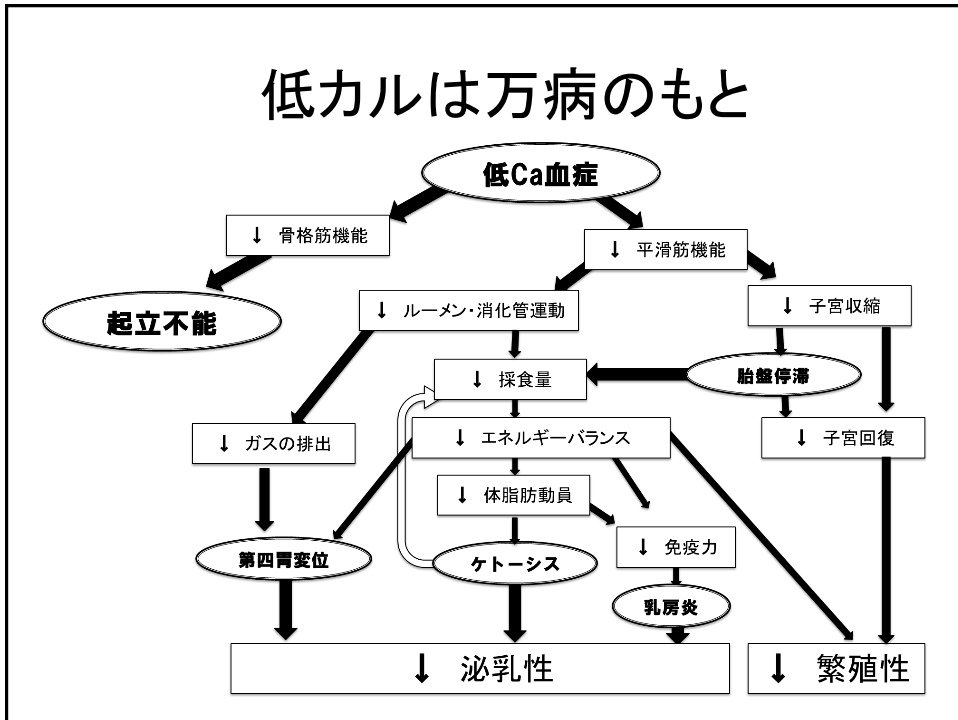 低カルは万病のもと
低Ca血症
↓ 骨格筋機能
↓ 平滑筋機能
起立不能
↓ ルーメン・消化管運動
↓ 子宮収縮
↓ 採食量
胎盤停滞
↓ ガスの排出
↓ エネルギーバランス
↓ 子宮回復
↓ 体脂肪動員
第四胃変位
ケトーシス
↓ 免疫力
乳房炎
↓ 泌乳性
↓ 繁殖性